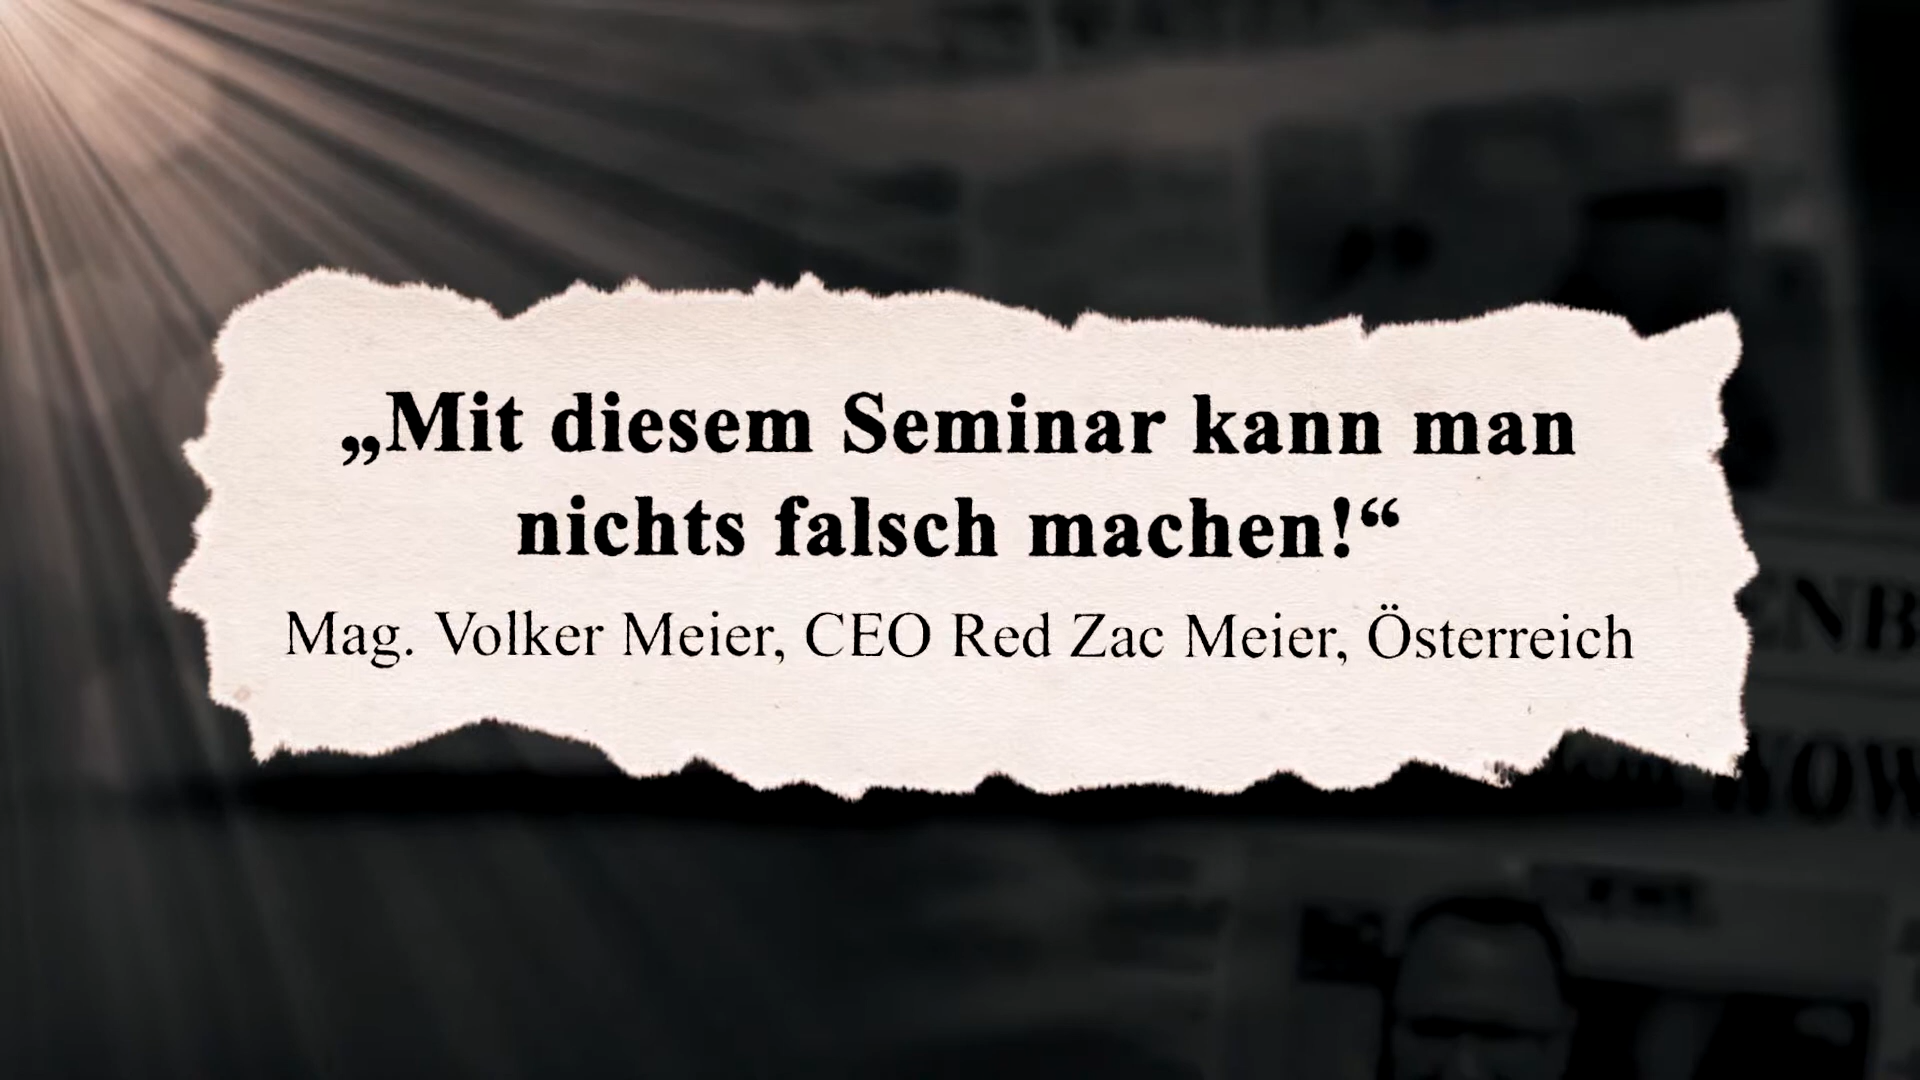 „Mit diesem Seminar kann man
nichts falsch machen!“
Mag. Volker Meier, CEO Red Zac Meier, Österreich